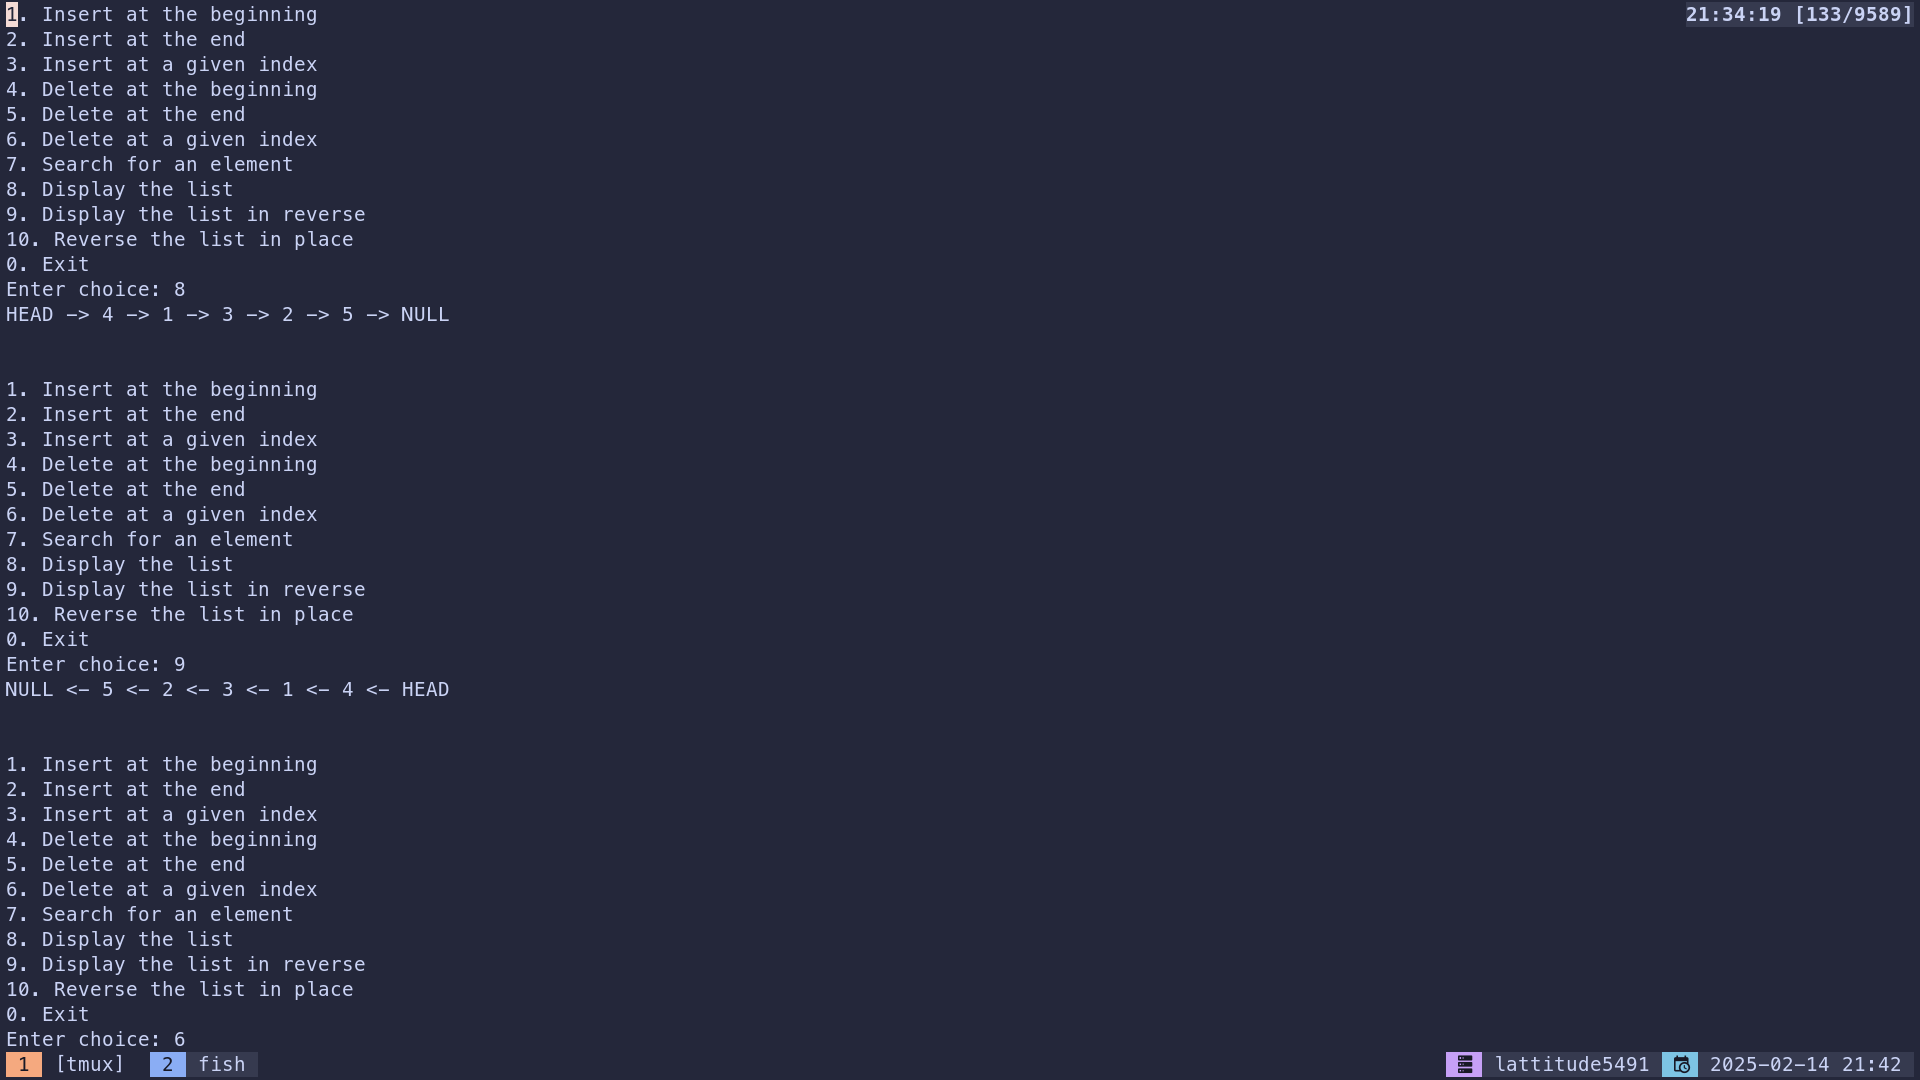 1. Insert at the beginning 21:34:19 [133/9589]
2. Insert at the end
3. Insert at a given index
4. Delete at the beginning
5. Delete at the end
6. Delete at a given index
7. Search for an element
8. Display the list
9. Display the list in reverse
10. Reverse the list in place
0. Exit
Enter choice: 8
HEAD -> 4 -> 1 -> 3 -> 2 -> 5 -> NULL
1. Insert at the beginning
2. Insert at the end
3. Insert at a given index
4. Delete at the beginning
5. Delete at the end
6. Delete at a given index
7. Search for an element
8. Display the list
9. Display the list in reverse
10. Reverse the list in place
0. Exit
Enter choice: 9
NULL <- 5 <- 2 <- 3 <- 1 <- 4 <- HEAD
1. Insert at the beginning
2. Insert at the end
3. Insert at a given index
4. Delete at the beginning
5. Delete at the end
6. Delete at a given index
7. Search for an element
8. Display the list
9. Display the list in reverse
10. Reverse the list in place
0. Exit
Enter choice: 6
1 [tmux] 2 fish lattitude5491 2025-02-14 21:42